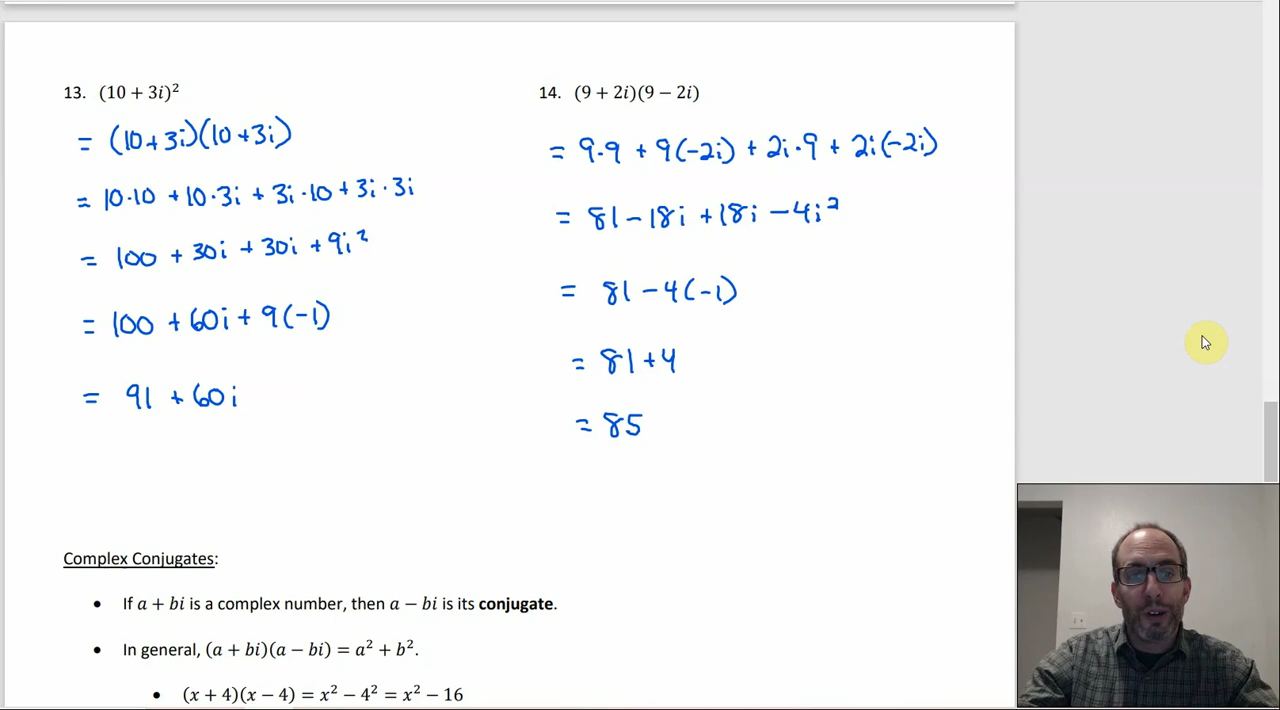 13. (10 + 3i)²
= (10+3i)(10+3i)
= 10·10 + 10·3i + 3i·10 + 3i·3i
= 100 + 30i + 30i + 9i²
= 100 + 60i + 9(-1)
= 91 + 60i
14. (9 + 2i)(9 − 2i)
= 9·9 + 9(-2i) + 2i·9 + 2i(-2i)
= 81 - 18i + 18i - 4i²
= 81 - 4(-1)
= 81 + 4
= 85
Complex Conjugates:
• If a + bi is a complex number, then a − bi is its conjugate.
• In general, (a + bi)(a − bi) = a² + b².
• (x + 4)(x − 4) = x² − 4² = x² − 16